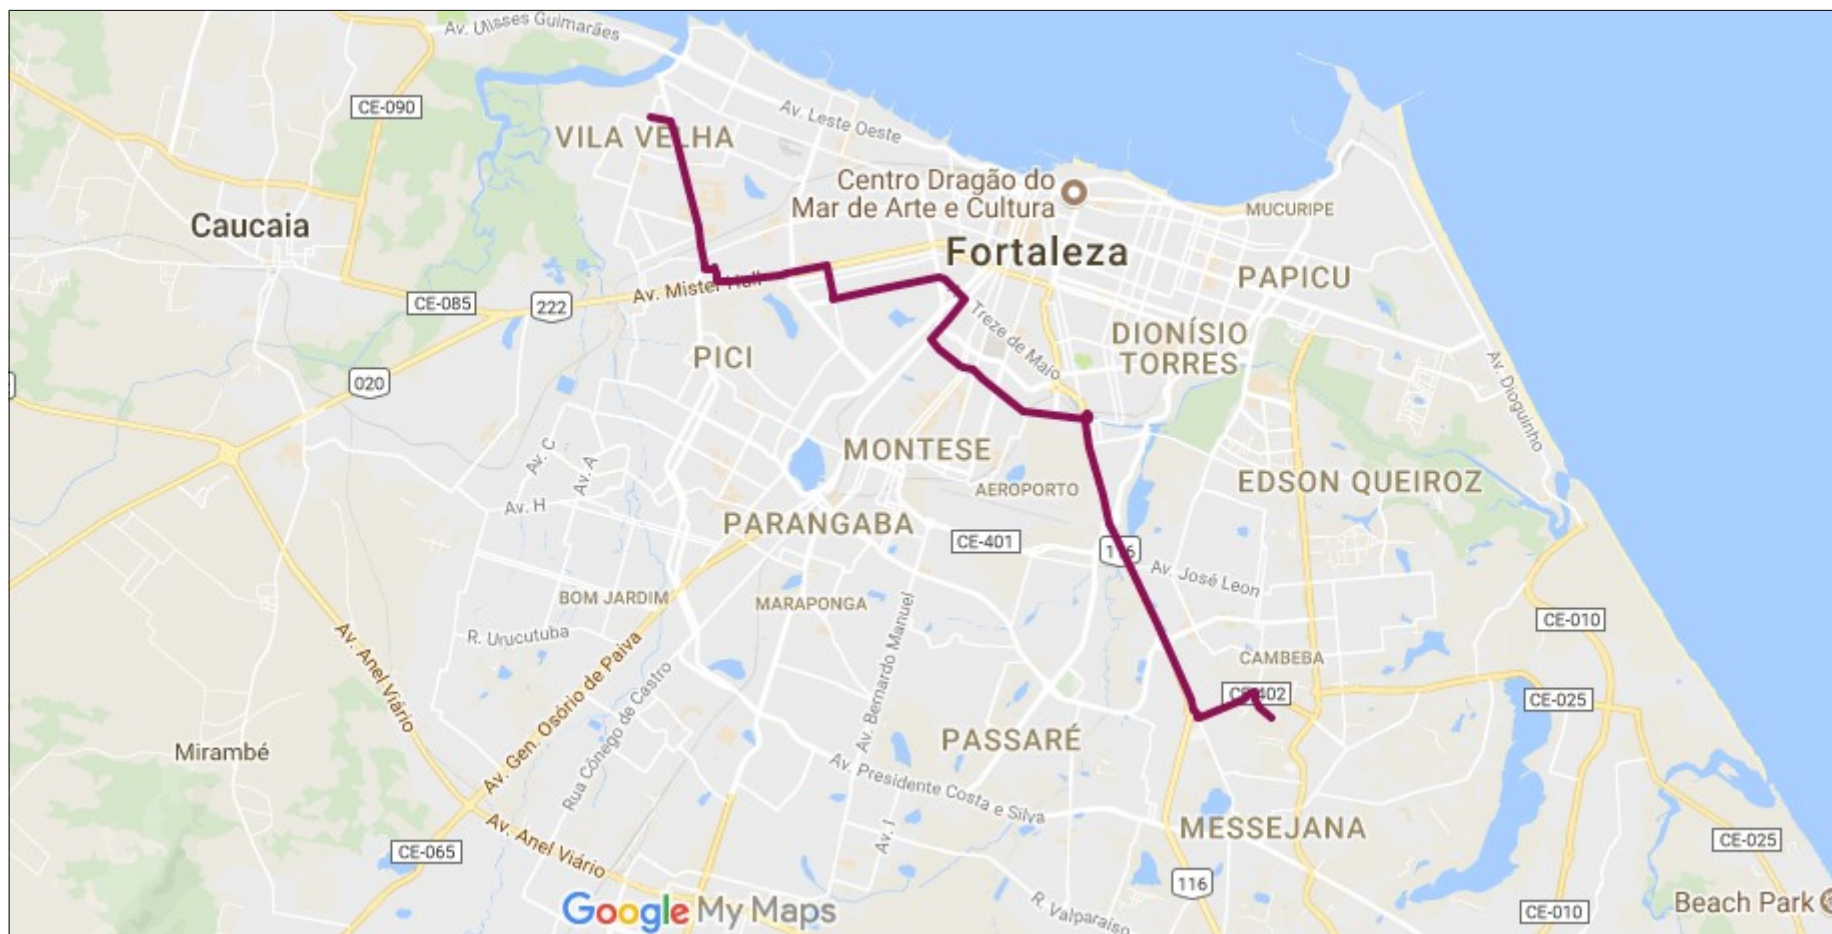 Av. Ulisses Guimarães
CE-090
Av. Leste Oeste
VILA VELHA
Centro Dragão do
Mar de Arte e Cultura
MUCURIPE
Caucaia
Fortaleza
PAPICU
Av. Mister Hull
CE-085
222
Treze de Maio
DIONÍSIO
TORRES
PICI
020
Av. Dioguinho
Av. C
Av. A
MONTESE
EDSON QUEIROZ
AEROPORTO
Av. H
PARANGABA
CE-401
116
Av. José Leon
BOM JARDIM
MARAPONGA
CE-010
R. Urucutuba
Av. Bernardo Manuel
CAMBEBA
Av. Anel Viário
Av. Gen. Osório de Paiva
Rua Cônego de Castro
CE-402
CE-025
Mirambé
PASSARÉ
Av. Presidente Costa e Silva
Av. I
MESSEJANA
Av. Anel Viário
CE-065
CE-025
116
R. Valparaíso
Google My Maps
CE-010
Beach Park